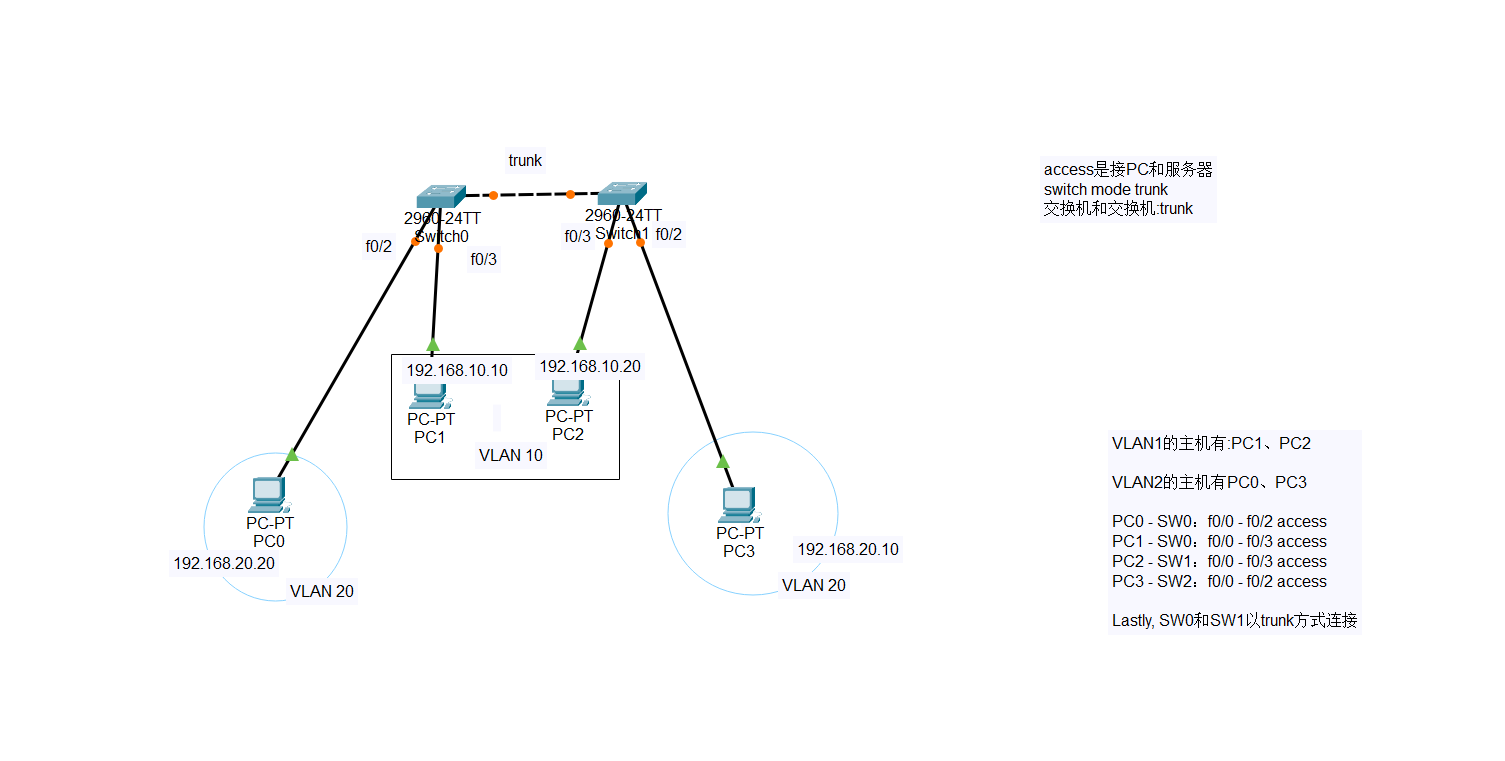 trunk
access是接PC和服务器
switch mode trunk
交换机和交换机:trunk
2960-24TT
Switch0
2960-24TT
Switch1
f0/2
f0/3
f0/3
f0/2
192.168.10.10
192.168.10.20
PC-PT
PC1
PC-PT
PC2
VLAN 10
PC-PT
PC0
192.168.20.20
VLAN 20
PC-PT
PC3
192.168.20.10
VLAN 20
VLAN1的主机有:PC1、PC2
VLAN2的主机有PC0、PC3
PC0 - SW0：f0/0 - f0/2 access
PC1 - SW0：f0/0 - f0/3 access
PC2 - SW1：f0/0 - f0/3 access
PC3 - SW2：f0/0 - f0/2 access
Lastly, SW0和SW1以trunk方式连接